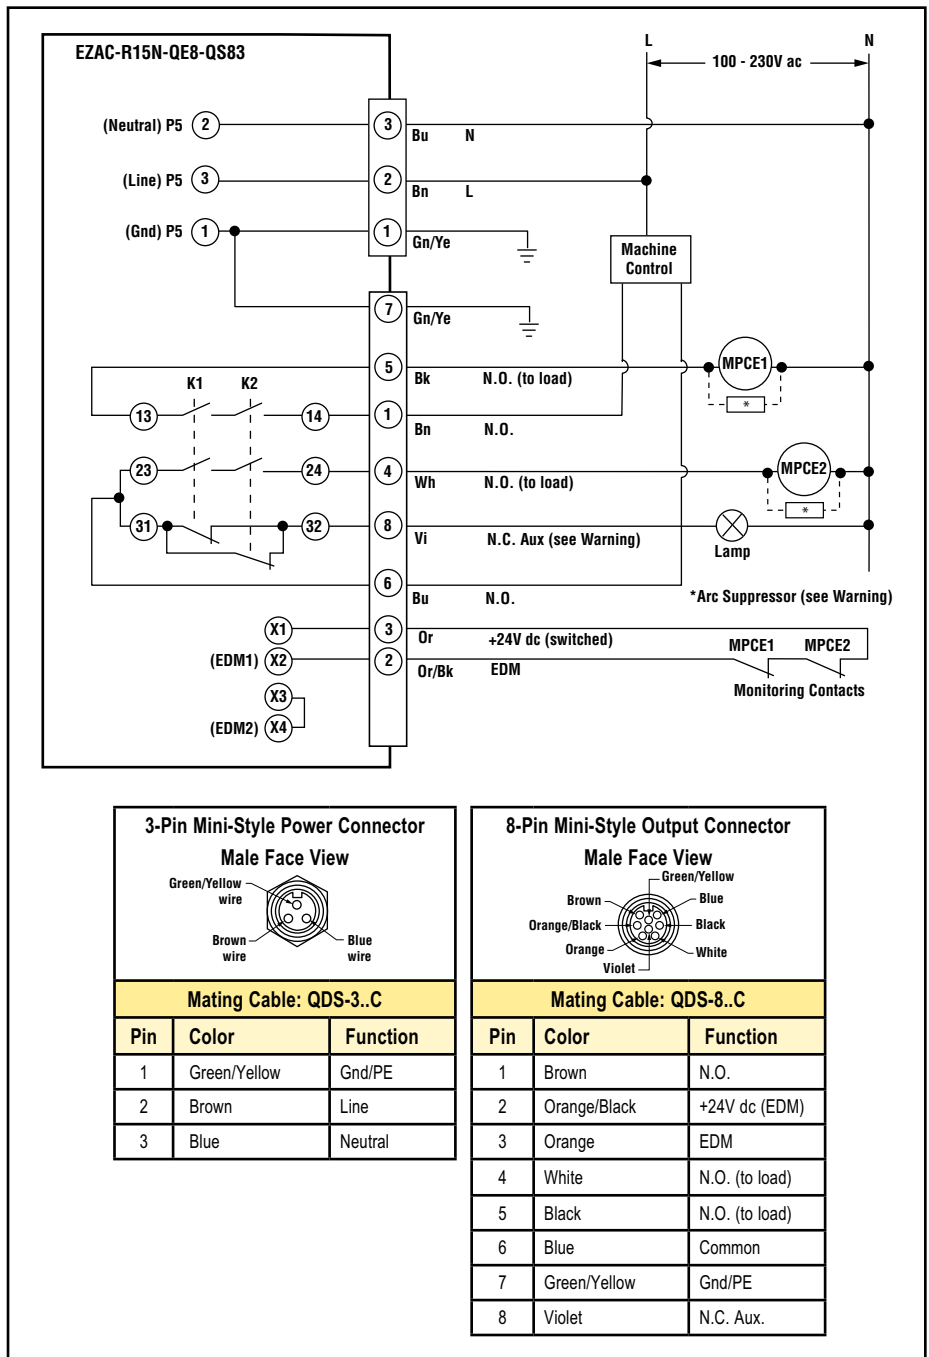 EZAC-R15N-QE8-QS83
L
N
100 - 230V ac
(Neutral) P5 2
3
Bu N
(Line) P5 3
2
Bn L
(Gnd) P5 1
1
Gn/Ye
Machine
Control
7
Gn/Ye
5
Bk N.O. (to load)
MPCE1
*
K1 K2
13
14
1
Bn N.O.
23
24
4
Wh N.O. (to load)
MPCE2
*
31
32
8
Vi N.C. Aux (see Warning)
Lamp
6
Bu N.O.
*Arc Suppressor (see Warning)
X1
3
Or +24V dc (switched)
MPCE1 MPCE2
(EDM1) X2
2
Or/Bk EDM
Monitoring Contacts
X3
(EDM2) X4
3-Pin Mini-Style Power Connector
Male Face View
Green/Yellow
wire
Brown
wire
Blue
wire
Mating Cable: QDS-3..C
Pin Color Function
1 Green/Yellow Gnd/PE
2 Brown Line
3 Blue Neutral
8-Pin Mini-Style Output Connector
Male Face View
Green/Yellow
Brown
Blue
Orange/Black
Black
Orange
White
Violet
Mating Cable: QDS-8..C
Pin Color Function
1 Brown N.O.
2 Orange/Black +24V dc (EDM)
3 Orange EDM
4 White N.O. (to load)
5 Black N.O. (to load)
6 Blue Common
7 Green/Yellow Gnd/PE
8 Violet N.C. Aux.